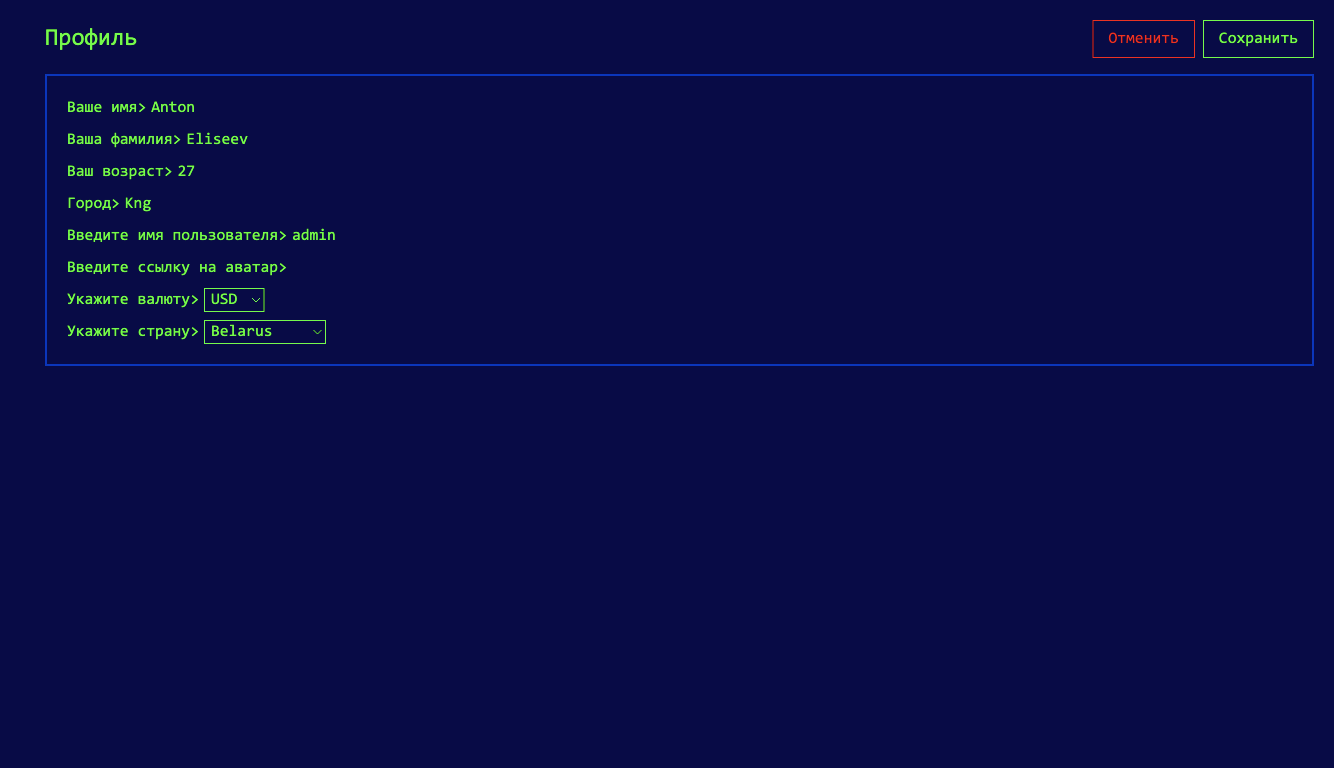 Профиль
Отменить
Сохранить
Ваше имя> Anton
Ваша фамилия> Eliseev
Ваш возраст> 27
Город> Kng
Введите имя пользователя> admin
Введите ссылку на аватар>
Укажите валюту> USD
Укажите страну> Belarus